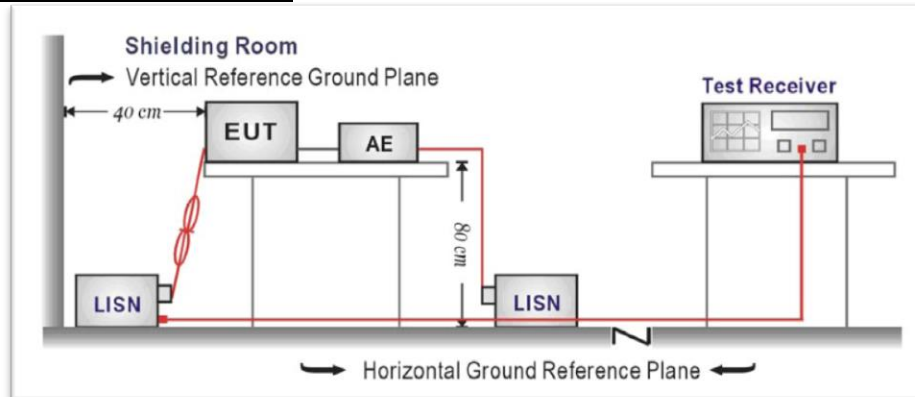 Shielding Room
Vertical Reference Ground Plane
Test Receiver
40 cm
EUT
AE
80 cm
LISN
LISN
Horizontal Ground Reference Plane